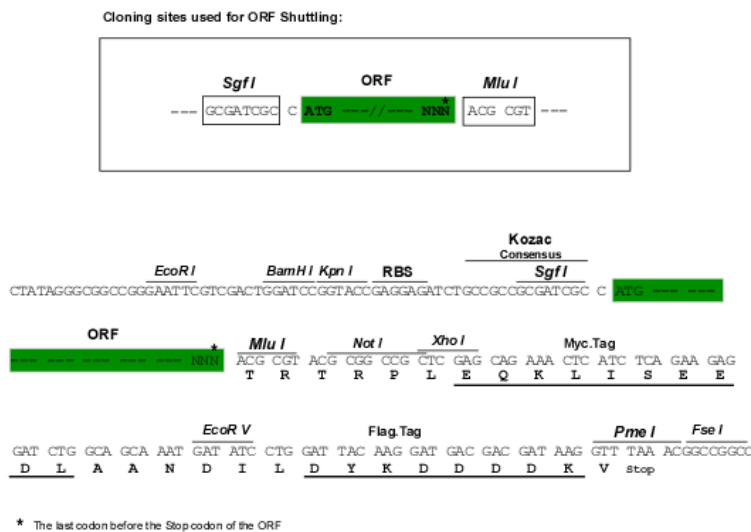 Cloning sites used for ORF Shuttling:
Sgf I ORF Mlu I
--- GCGATCGC C ATG ---//--- NNN* ACG CGT ---
Kozac
Consensus
EcoR I BamH I Kpn I RBS Sgf I
CTATAGGGCGGCCGGGAATTCGTCGACTGGATCCGGTACCGAGGAGATCTGCCGCCGCGATCGC C ATG --- ---
ORF
Mlu I Not I Xho I Myc.Tag
--- --- --- --- --- --- NNN* ACG CGT ACG CGG CCG CTC GAG CAG AAA CTC ATC TCA GAA GAG
T R T R P L E Q K L I S E E
EcoR V Flag.Tag Pme I Fse I
GAT CTG GCA GCA AAT GAT ATC CTG GAT TAC AAG GAT GAC GAC GAT AAG GTT TAA ACGGCCGGCC
D L A A N D I L D Y K D D D D K V Stop
* The last codon before the Stop codon of the ORF